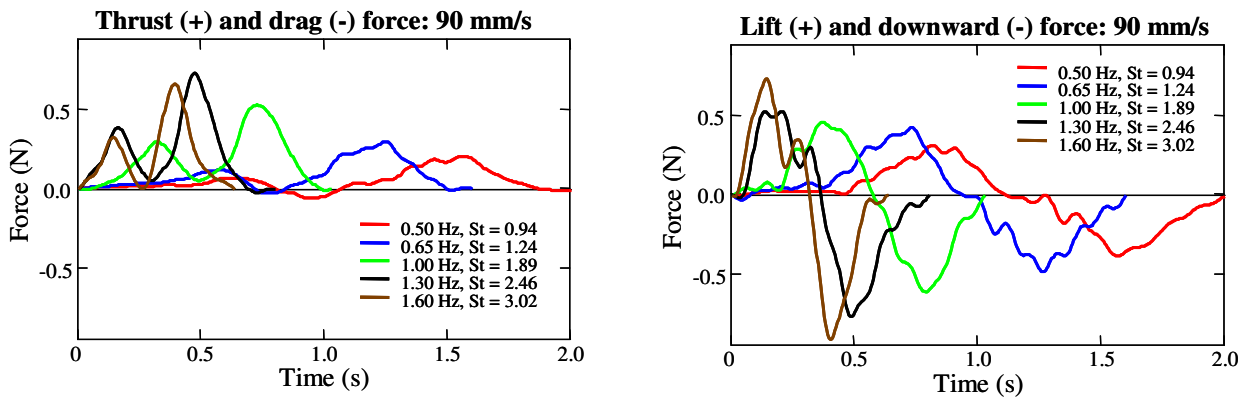 Thrust (+) and drag (-) force: 90 mm/s
0.5
0.0
-0.5
Force (N)
0.50 Hz, St = 0.94
0.65 Hz, St = 1.24
1.00 Hz, St = 1.89
1.30 Hz, St = 2.46
1.60 Hz, St = 3.02
0 0.5 1.0 1.5 2.0
Time (s)
Lift (+) and downward (-) force: 90 mm/s
0.50 Hz, St = 0.94
0.65 Hz, St = 1.24
1.00 Hz, St = 1.89
1.30 Hz, St = 2.46
1.60 Hz, St = 3.02
0.5
0.0
-0.5
Force (N)
0 0.5 1.0 1.5 2.0
Time (s)